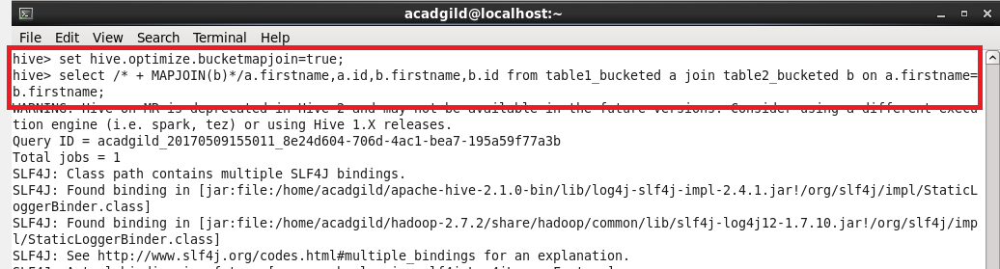 acadgild@localhost:~
File Edit View Search Terminal Help
hive> set hive.optimize.bucketmapjoin=true;
hive> select /* + MAPJOIN(b)*/a.firstname,a.id,b.firstname,b.id from table1_bucketed a join table2_bucketed b on a.firstname=
b.firstname;
WARNING: Hive-on-MR is deprecated in Hive 2 and may not be available in the future versions. Consider using a different execu
tion engine (i.e. spark, tez) or using Hive 1.X releases.
Query ID = acadgild_20170509155011_8e24d604-706d-4ac1-bea7-195a59f77a3b
Total jobs = 1
SLF4J: Class path contains multiple SLF4J bindings.
SLF4J: Found binding in [jar:file:/home/acadgild/apache-hive-2.1.0-bin/lib/log4j-slf4j-impl-2.4.1.jar!/org/slf4j/impl/StaticL
oggerBinder.class]
SLF4J: Found binding in [jar:file:/home/acadgild/hadoop-2.7.2/share/hadoop/common/lib/slf4j-log4j12-1.7.10.jar!/org/slf4j/imp
l/StaticLoggerBinder.class]
SLF4J: See http://www.slf4j.org/codes.html#multiple_bindings for an explanation.